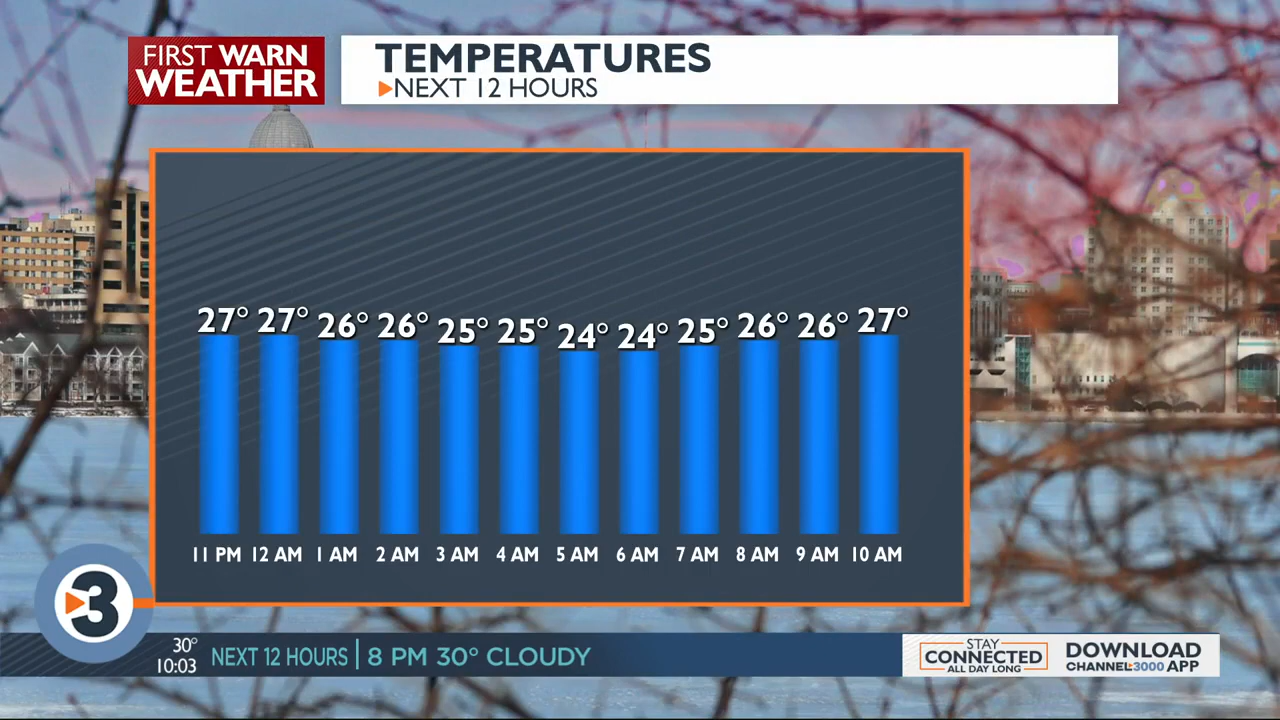 FIRST WARN
WEATHER
TEMPERATURES
NEXT 12 HOURS
27° 27° 26° 26° 25° 25° 24° 24° 25° 26° 26° 27°
11 PM 12 AM 1 AM 2 AM 3 AM 4 AM 5 AM 6 AM 7 AM 8 AM 9 AM 10 AM
3
30°
10:03
NEXT 12 HOURS | 8 PM 30° CLOUDY
STAY
CONNECTED
ALL DAY LONG
DOWNLOAD
CHANNEL3000 APP